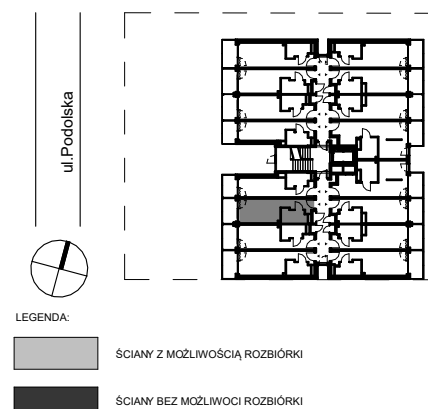 ul.Podolska
LEGENDA:
ŚCIANY Z MOŻLIWOŚCIĄ ROZBIÓRKI
ŚCIANY BEZ MOŻLIWOCI ROZBIÓRKI